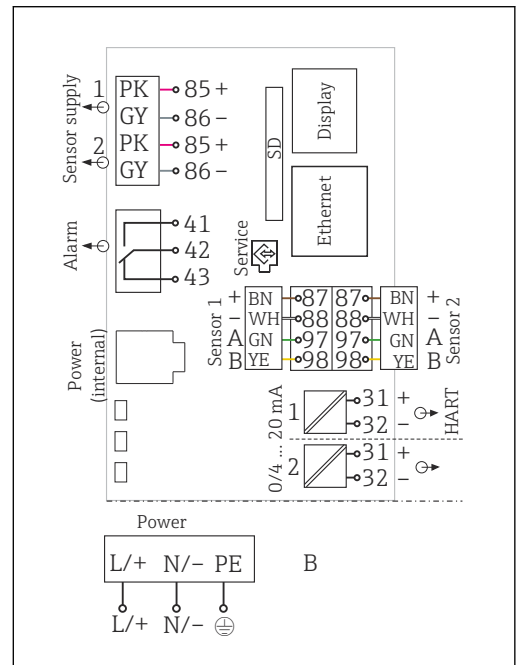 Sensor supply
1 PK 85 +
GY 86 −
2 PK 85 +
GY 86 −
Display
SD
Ethernet
Alarm
41
42
43
Service
Sensor 1
+ BN 87 87 BN +
− WH 88 88 WH −
A GN 97 97 GN A
B YE 98 98 YE B
Sensor 2
Power
(internal)
0/4 ... 20 mA
1 31 +
32 −
HART
2 31 +
32 −
Power
L/+ N/− PE
B
L/+ N/−